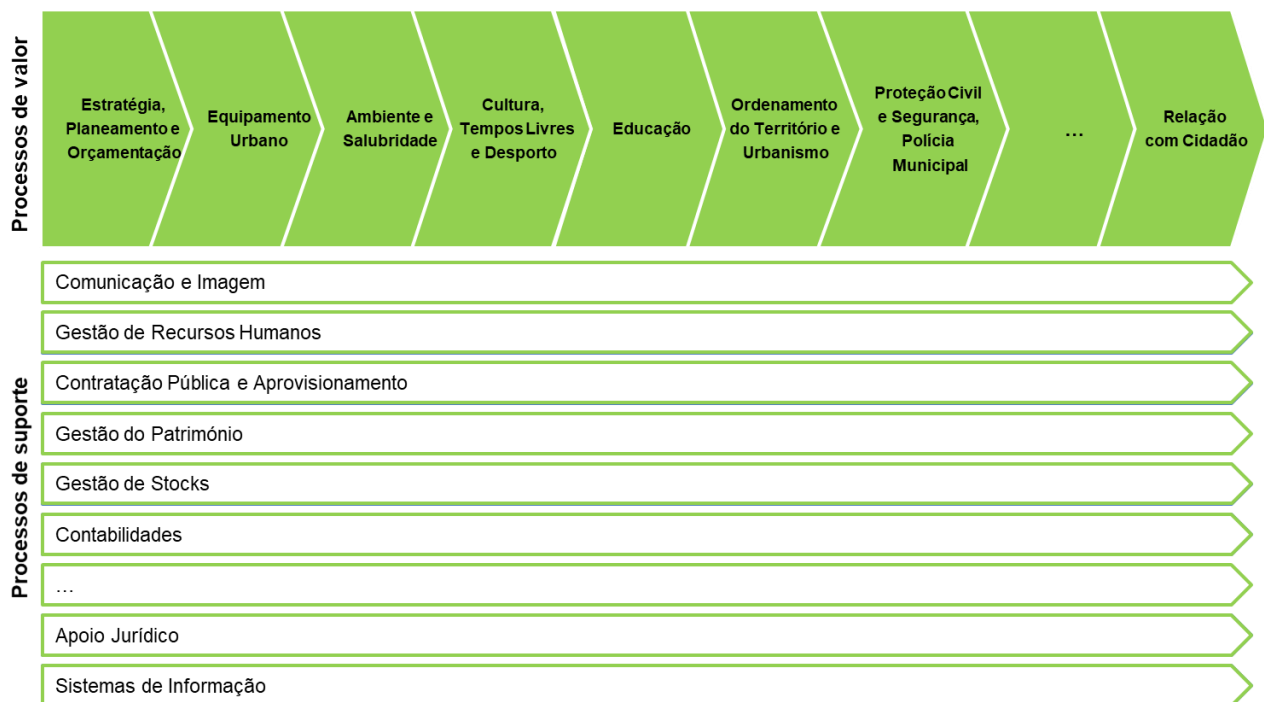 Processos de valor
Estratégia,
Planeamento e
Orçamentação
Equipamento
Urbano
Ambiente e
Salubridade
Cultura,
Tempos Livres
e Desporto
Educação
Ordenamento
do Território e
Urbanismo
Proteção Civil
e Segurança,
Polícia
Municipal
...
Relação
com Cidadão
Processos de suporte
Comunicação e Imagem
Gestão de Recursos Humanos
Contratação Pública e Aprovisionamento
Gestão do Património
Gestão de Stocks
Contabilidades
...
Apoio Jurídico
Sistemas de Informação